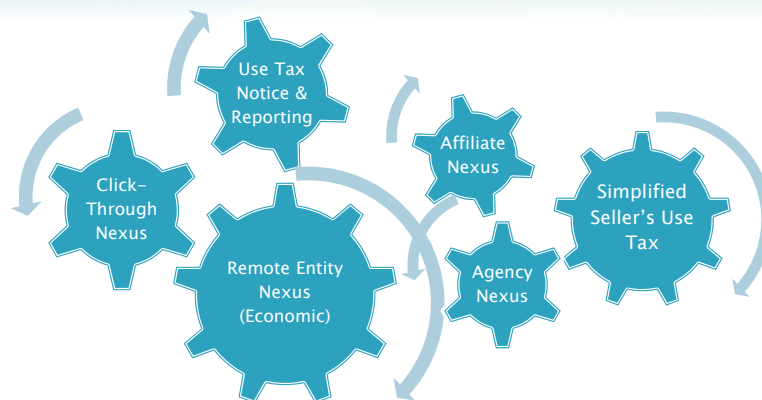 Use Tax
Notice &
Reporting
Click-
Through
Nexus
Remote Entity
Nexus
(Economic)
Affiliate
Nexus
Agency
Nexus
Simplified
Seller's Use
Tax